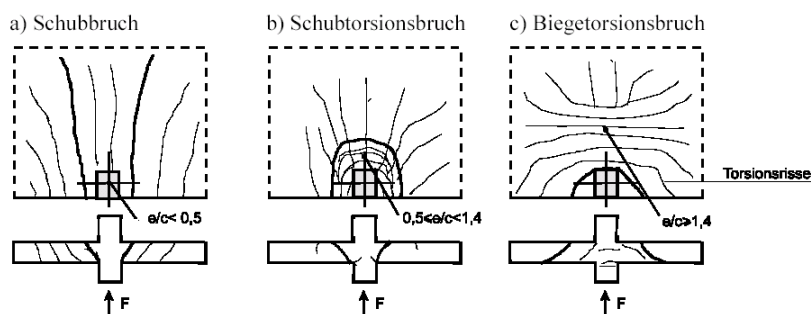 a) Schubbruch
b) Schubtorsionsbruch
c) Biegetorsionsbruch
Torsionsrisse
e/c< 0,5
0,5≤e/c<1,4
e/c≥1,4
F
F
F